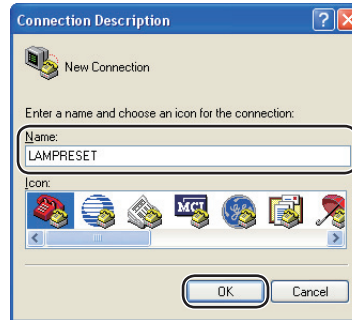 Connection Description
New Connection
Enter a name and choose an icon for the connection:
Name:
LAMPRESET
Icon:
MCI
OK
Cancel